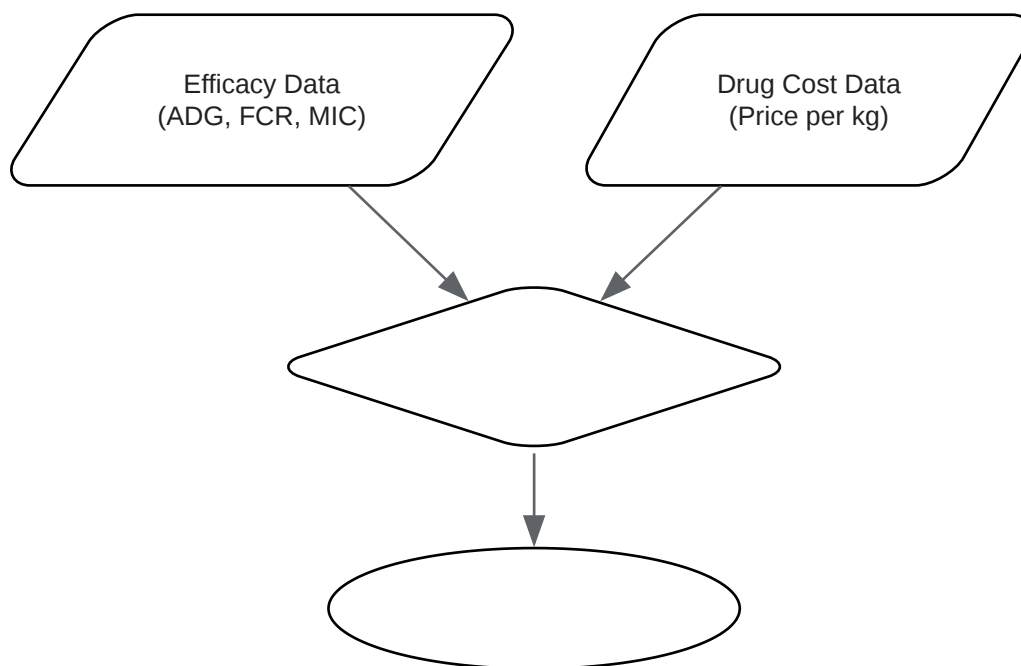 Efficacy Data
(ADG, FCR, MIC)
Drug Cost Data
(Price per kg)